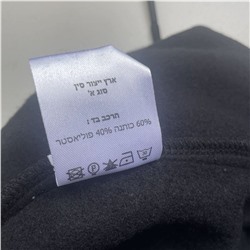 ארץ ייצור סין
סוג א'
הרכב בד :
60% כותנה 40% פוליאסטר